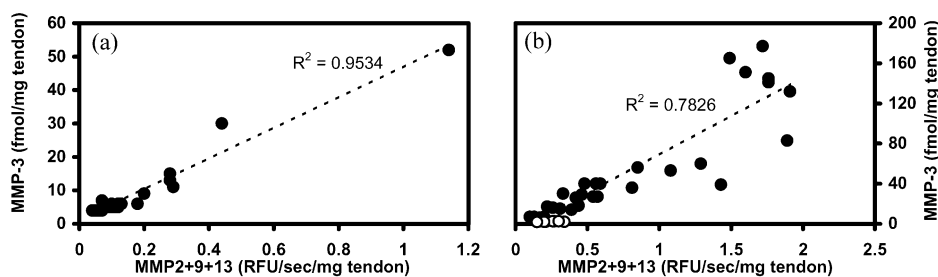 (a)
R² = 0.9534
MMP-3 (fmol/mg tendon)
60
50
40
30
20
10
0
0 0.2 0.4 0.6 0.8 1 1.2
MMP2+9+13 (RFU/sec/mg tendon)
(b)
R² = 0.7826
200
160
120
80
40
0
MMP-3 (fmol/mg tendon)
0 0.5 1 1.5 2 2.5
MMP2+9+13 (RFU/sec/mg tendon)